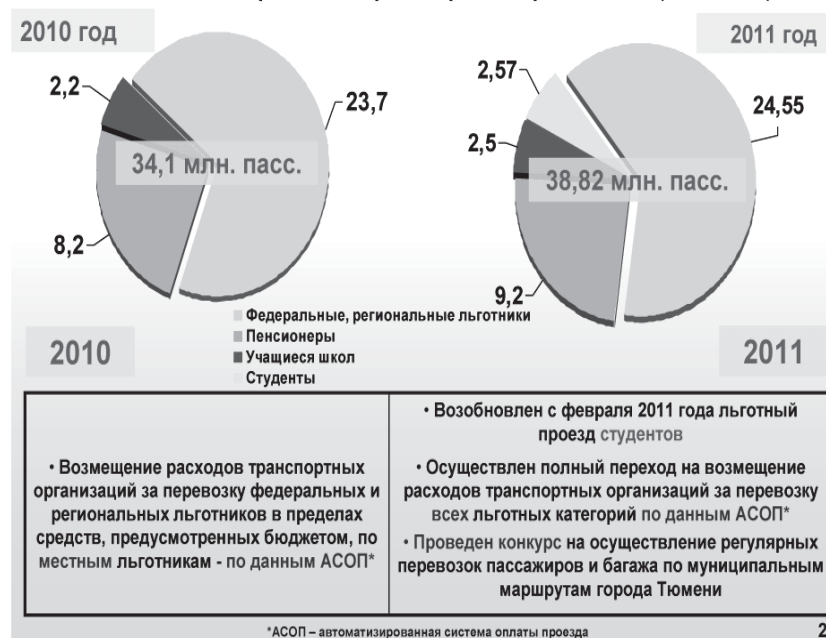 2010 год
2011 год
2,2
23,7
34,1 млн. пасс.
8,2
2,57
2,5
24,55
38,82 млн. пасс.
9,2
Федеральные, региональные льготники
Пенсионеры
Учащиеся школ
Студенты
2010
2011
• Возмещение расходов транспортных
организаций за перевозку федеральных и
региональных льготников в пределах
средств, предусмотренных бюджетом, по
местным льготникам - по данным АСОП*
• Возобновлен с февраля 2011 года льготный
проезд студентов
• Осуществлен полный переход на возмещение
расходов транспортных организаций за перевозку
всех льготных категорий по данным АСОП*
• Проведен конкурс на осуществление регулярных
перевозок пассажиров и багажа по муниципальным
маршрутам города Тюмени
*АСОП – автоматизированная система оплаты проезда
2